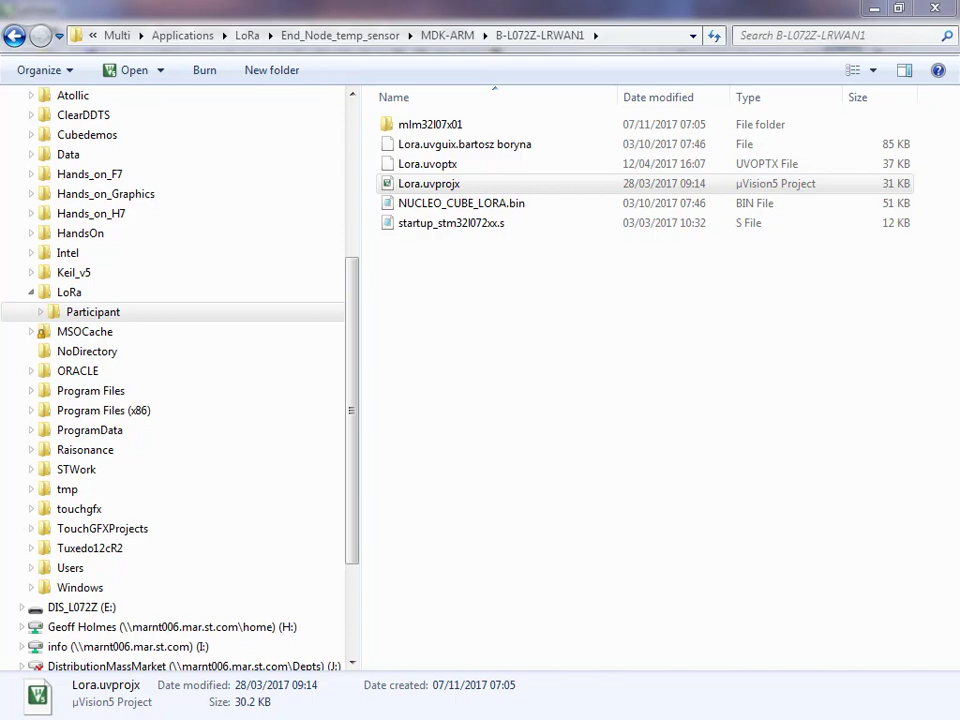 « Multi Applications LoRa End_Node_temp_sensor MDK-ARM B-L072Z-LRWAN1 Search B-L072Z-LRWAN1
Organize Open Burn New folder
Atollic
ClearDDTS
Cubedemos
Data
Hands_on_F7
Hands_on_Graphics
Hands_on_H7
HandsOn
Intel
Keil_v5
LoRa
Participant
MSOCache
NoDirectory
ORACLE
Program Files
Program Files (x86)
ProgramData
Raisonance
STWork
tmp
touchgfx
TouchGFXProjects
Tuxedo12cR2
Users
Windows
DIS_L072Z (E:)
Geoff Holmes (\\marnt006.mar.st.com\home) (H:)
info (\\marnt006.mar.st.com) (I:)
DistributionMassMarket (\\marnt006.mar.st.com\Depts) (J:)
Name Date modified Type Size
mlm32l07x01 07/11/2017 07:05 File folder
Lora.uvguix.bartosz boryna 03/10/2017 07:46 File 85 KB
Lora.uvoptx 12/04/2017 16:07 UVOPTX File 37 KB
Lora.uvprojx 28/03/2017 09:14 µVision5 Project 31 KB
NUCLEO_CUBE_LORA.bin 03/10/2017 07:46 BIN File 51 KB
startup_stm32l072xx.s 03/03/2017 10:32 S File 12 KB
Lora.uvprojx Date modified: 28/03/2017 09:14 Date created: 07/11/2017 07:05
µVision5 Project Size: 30.2 KB